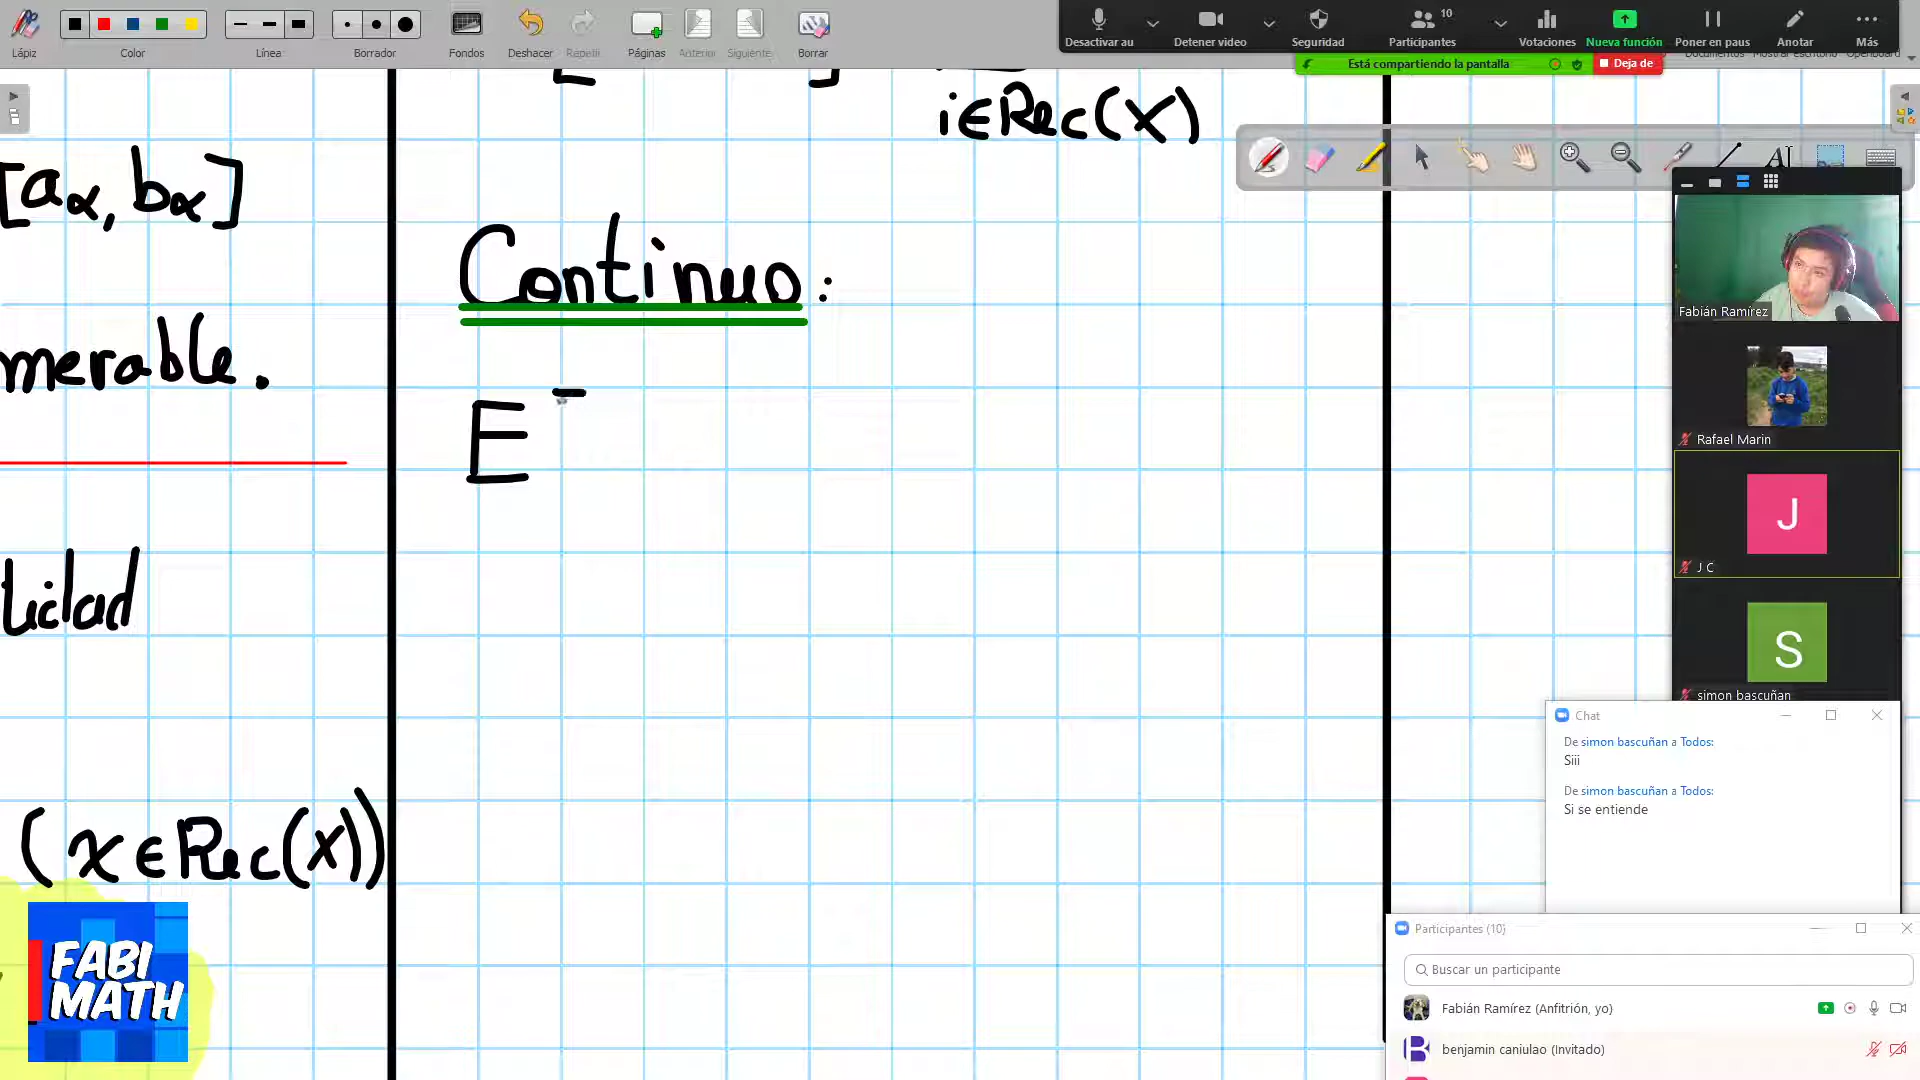 Lápiz
Color
Línea
Borrador
Fondos
Deshacer
Repetir
Páginas
Anterior
Siguiente
Borrar
Desactivar au
Detener video
Seguridad
10
Participantes
Votaciones
Nueva función
Poner en paus
Anotar
Más
Está compartiendo la pantalla
Deja de
i∈Rec(X)
[aα, bα]
Continuo:
merable.
E [
(x∈Rec(X))
FABI
MATH
Fabián Ramírez
Rafael Marin
J
J C
S
simon bascuñan
Chat
De simon bascuñan a Todos:
Siii
De simon bascuñan a Todos:
Si se entiende
Participantes (10)
Buscar un participante
Fabián Ramírez (Anfitrión, yo)
benjamin caniulao (Invitado)